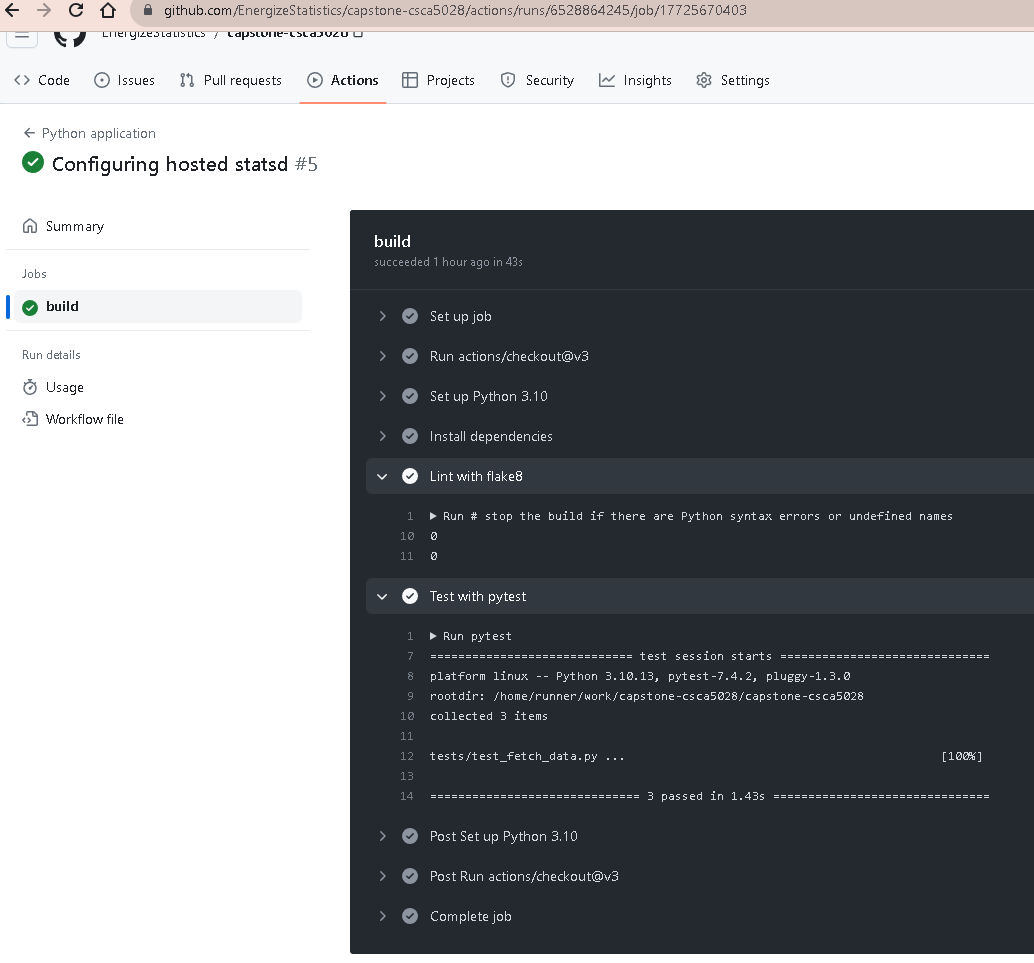 github.com/EnergizeStatistics/capstone-csca5028/actions/runs/6528864245/job/17725670403
EnergizeStatistics / capstone-csca5028
Code Issues Pull requests Actions Projects Security Insights Settings
Python application
Configuring hosted statsd #5
Summary
Jobs
build
Run details
Usage
Workflow file
build
succeeded 1 hour ago in 43s
Set up job
Run actions/checkout@v3
Set up Python 3.10
Install dependencies
Lint with flake8
1 Run # stop the build if there are Python syntax errors or undefined names
10 0
11 0
Test with pytest
1 Run pytest
7 ============================= test session starts ==============================
8 platform linux -- Python 3.10.13, pytest-7.4.2, pluggy-1.3.0
9 rootdir: /home/runner/work/capstone-csca5028/capstone-csca5028
10 collected 3 items
11
12 tests/test_fetch_data.py ... [100%]
13
14 ============================== 3 passed in 1.43s ===============================
Post Set up Python 3.10
Post Run actions/checkout@v3
Complete job